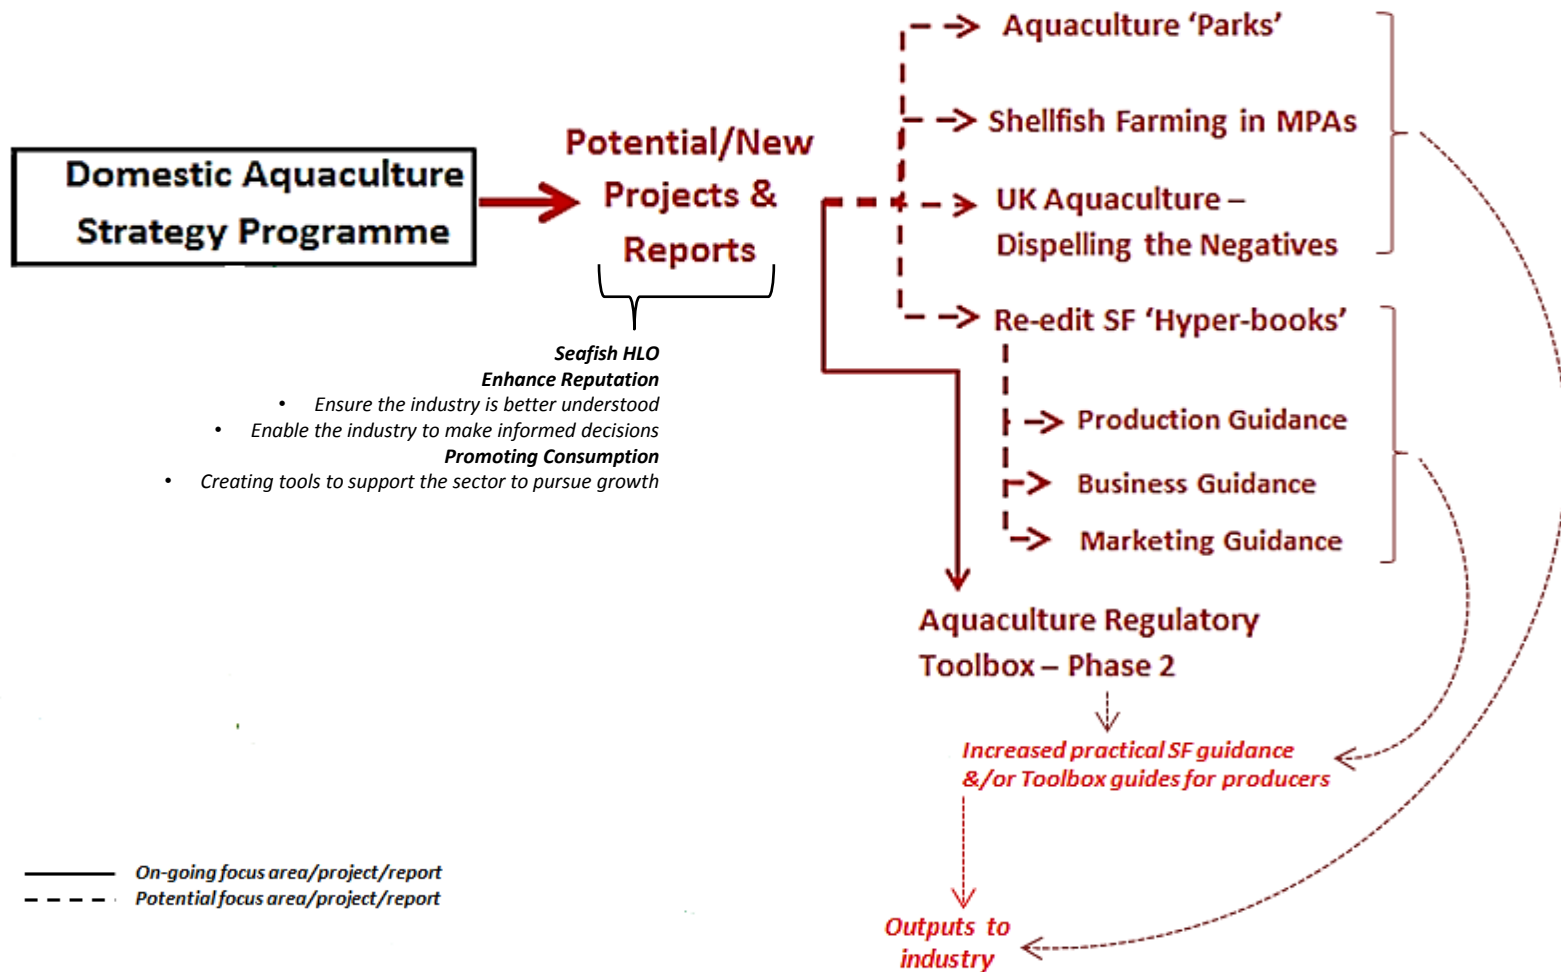 Domestic Aquaculture
Strategy Programme
Potential/New
Projects &
Reports
Seafish HLO
Enhance Reputation
• Ensure the industry is better understood
• Enable the industry to make informed decisions
Promoting Consumption
• Creating tools to support the sector to pursue growth
Aquaculture ‘Parks’
Shellfish Farming in MPAs
UK Aquaculture –
Dispelling the Negatives
Re-edit SF ‘Hyper-books’
Production Guidance
Business Guidance
Marketing Guidance
Aquaculture Regulatory
Toolbox – Phase 2
Increased practical SF guidance
&/or Toolbox guides for producers
Outputs to
industry
On-going focus area/project/report
Potential focus area/project/report